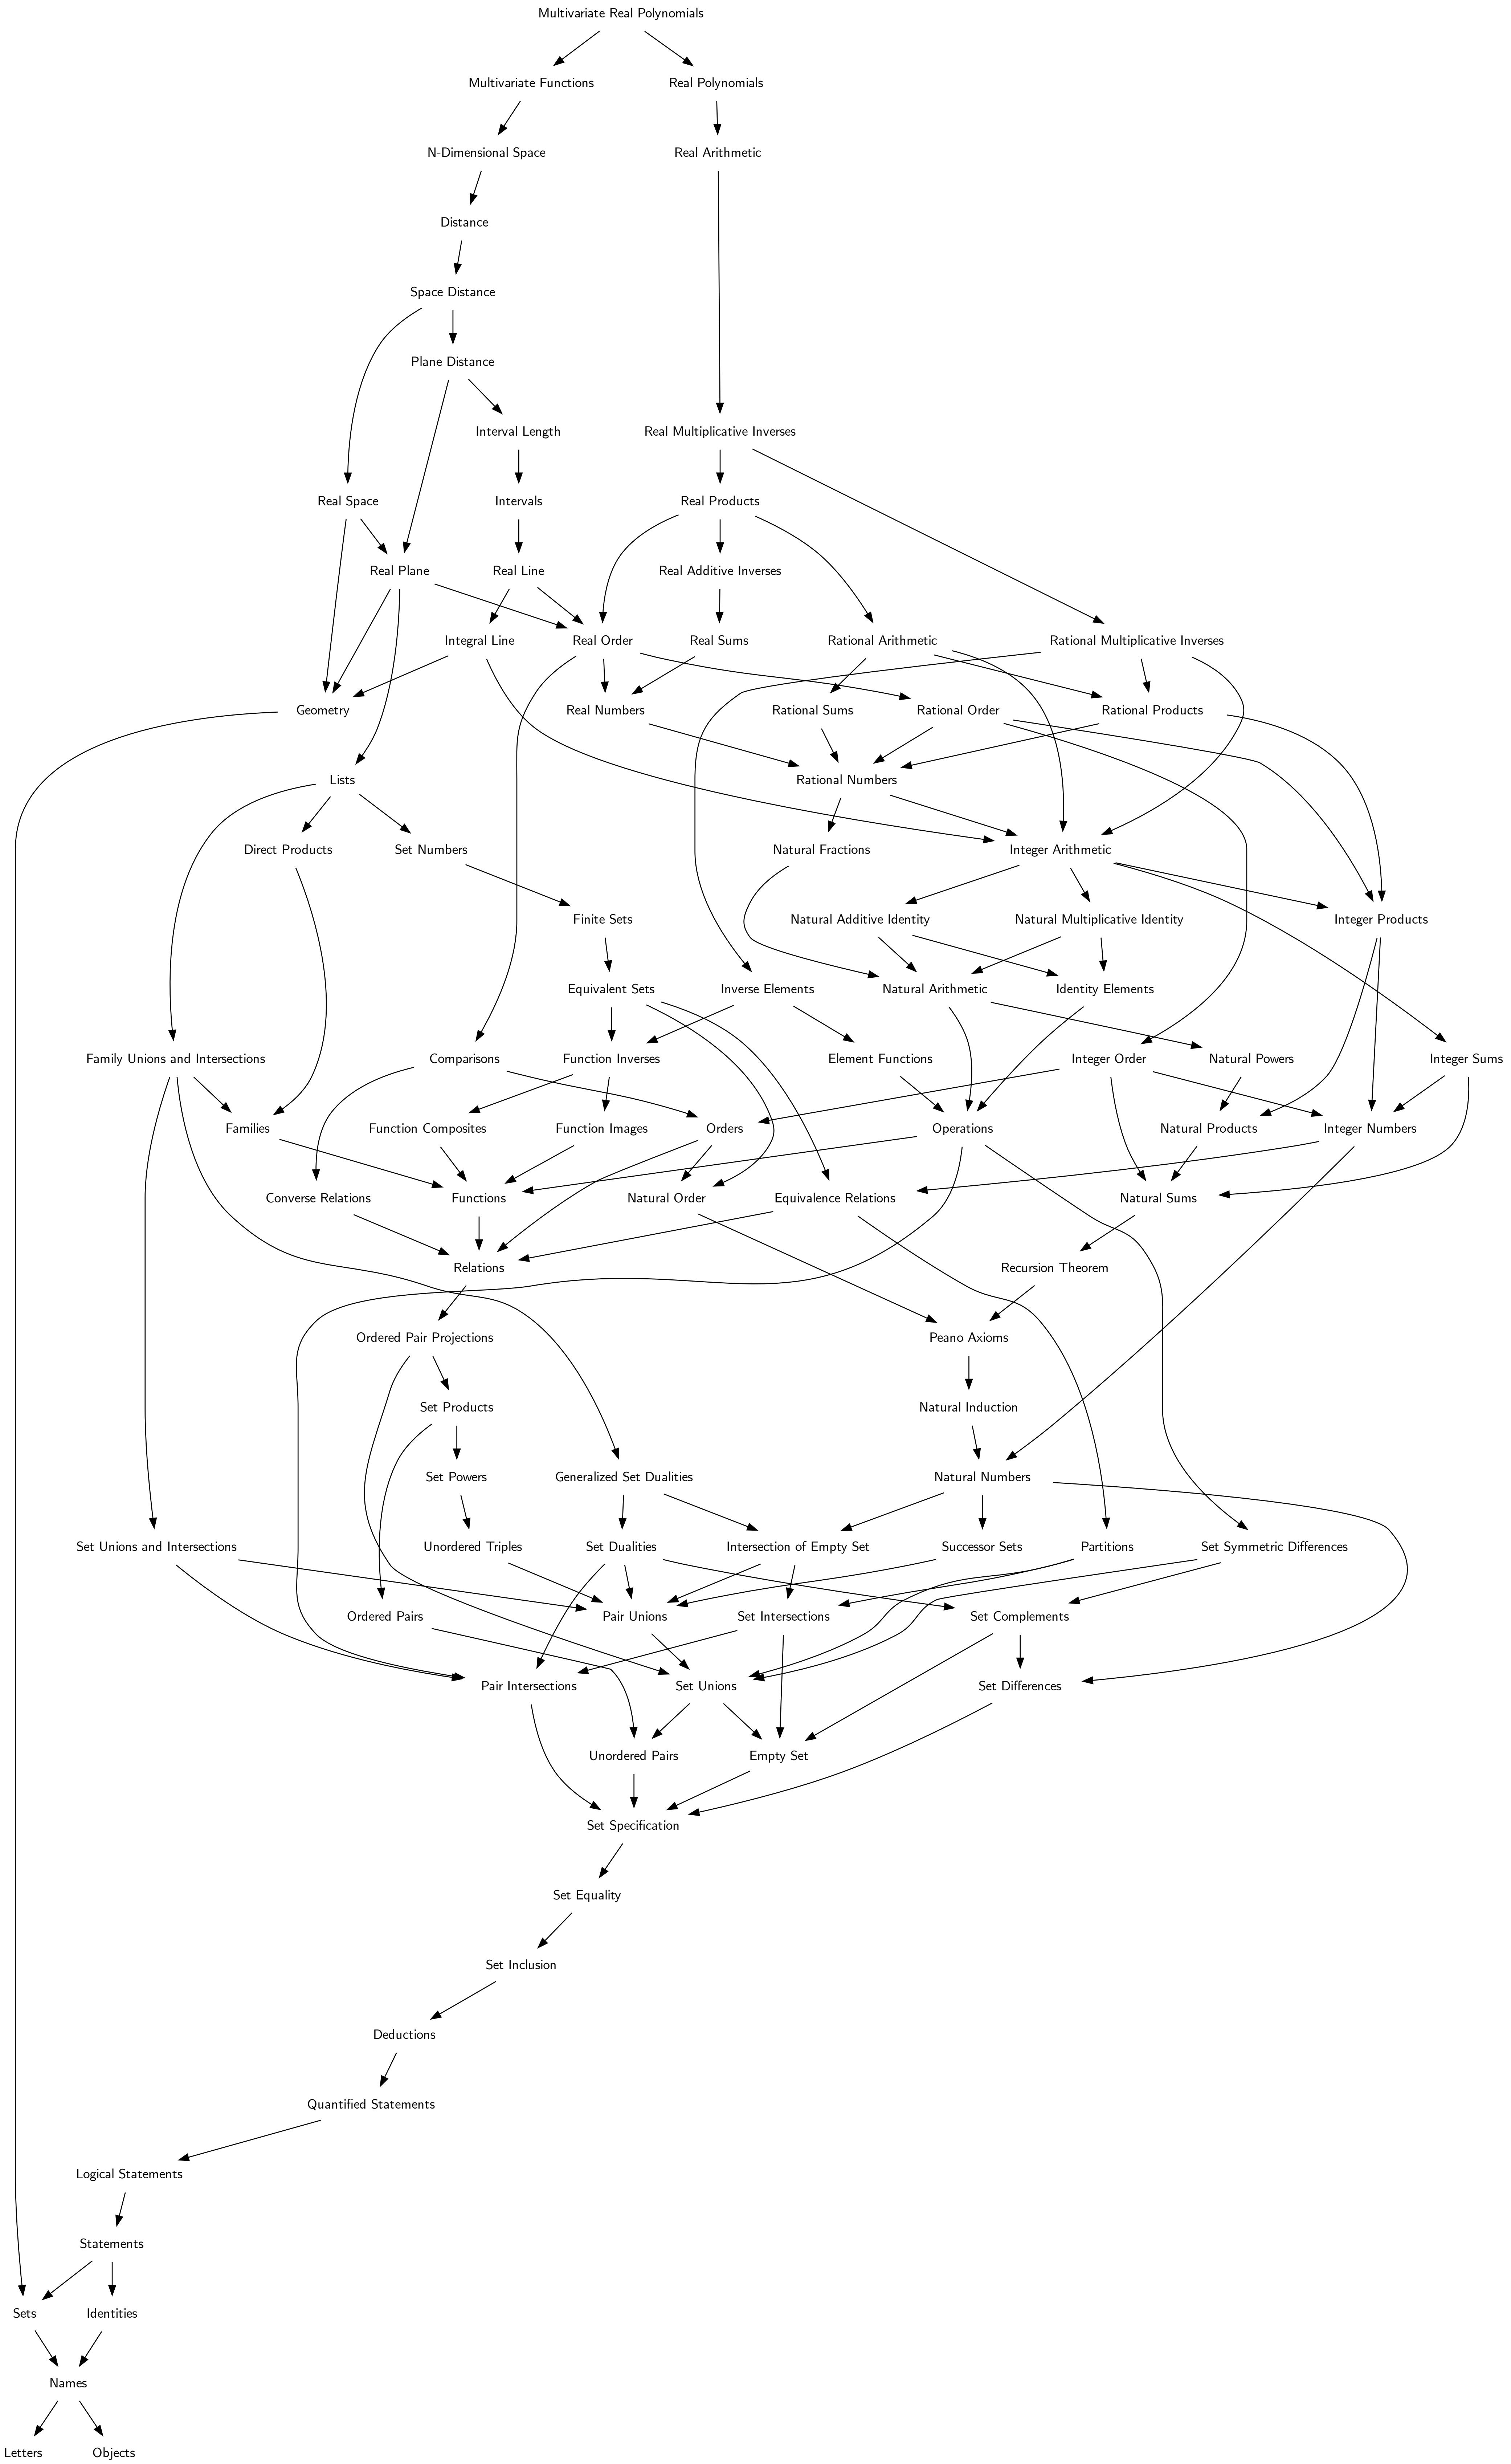 Multivariate Real Polynomials
Multivariate Functions
Real Polynomials
N-Dimensional Space
Real Arithmetic
Distance
Space Distance
Plane Distance
Interval Length
Real Multiplicative Inverses
Real Space
Intervals
Real Products
Real Plane
Real Line
Real Additive Inverses
Integral Line
Real Order
Real Sums
Rational Arithmetic
Rational Multiplicative Inverses
Geometry
Real Numbers
Rational Sums
Rational Order
Rational Products
Lists
Rational Numbers
Direct Products
Set Numbers
Natural Fractions
Integer Arithmetic
Finite Sets
Natural Additive Identity
Natural Multiplicative Identity
Integer Products
Equivalent Sets
Inverse Elements
Natural Arithmetic
Identity Elements
Family Unions and Intersections
Comparisons
Function Inverses
Element Functions
Integer Order
Natural Powers
Integer Sums
Families
Function Composites
Function Images
Orders
Operations
Natural Products
Integer Numbers
Converse Relations
Functions
Natural Order
Equivalence Relations
Natural Sums
Relations
Recursion Theorem
Ordered Pair Projections
Peano Axioms
Set Products
Natural Induction
Set Powers
Generalized Set Dualities
Natural Numbers
Set Unions and Intersections
Unordered Triples
Set Dualities
Intersection of Empty Set
Successor Sets
Partitions
Set Symmetric Differences
Ordered Pairs
Pair Unions
Set Intersections
Set Complements
Pair Intersections
Set Unions
Set Differences
Unordered Pairs
Empty Set
Set Specification
Set Equality
Set Inclusion
Deductions
Quantified Statements
Logical Statements
Statements
Sets
Identities
Names
Letters
Objects